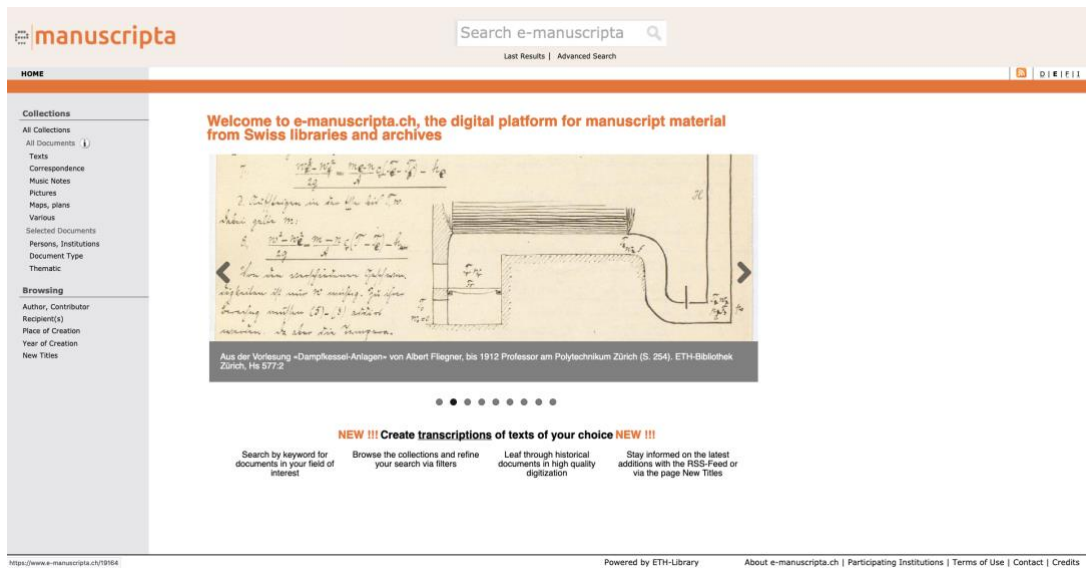 e manuscripta
Search e-manuscripta
Last Results | Advanced Search
HOME
D | E | F | I
Collections
All Collections
All Documents i
Texts
Correspondence
Music Notes
Pictures
Maps, plans
Various
Selected Documents
Persons, Institutions
Document Type
Thematic
Browsing
Author, Contributor
Recipient(s)
Place of Creation
Year of Creation
New Titles
Welcome to e-manuscripta.ch, the digital platform for manuscript material
from Swiss libraries and archives
H
Aus der Vorlesung «Dampfkessel-Anlagen» von Albert Fliegner, bis 1912 Professor am Polytechnikum Zürich (S. 254). ETH-Bibliothek
Zürich, Hs 577:2
NEW !!! Create transcriptions of texts of your choice NEW !!!
Search by keyword for
documents in your field of
interest
Browse the collections and refine
your search via filters
Leaf through historical
documents in high quality
digitization
Stay informed on the latest
additions with the RSS-Feed or
via the page New Titles
https://www.e-manuscripta.ch/19164
Powered by ETH-Library
About e-manuscripta.ch | Participating Institutions | Terms of Use | Contact | Credits